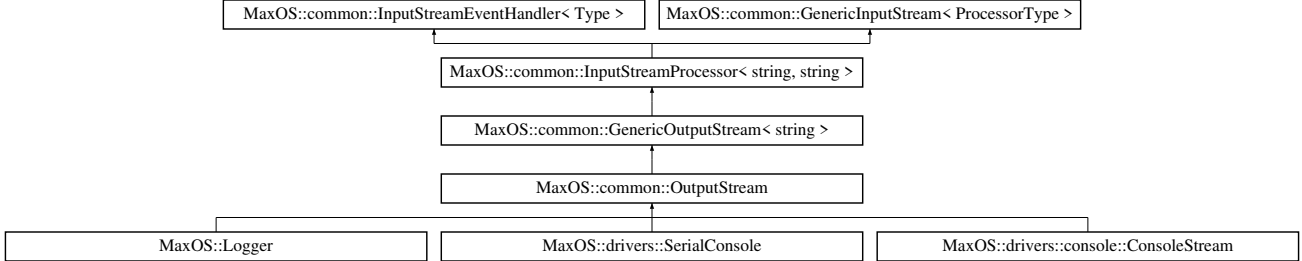 MaxOS::common::InputStreamEventHandler< Type >
MaxOS::common::GenericInputStream< ProcessorType >
MaxOS::common::InputStreamProcessor< string, string >
MaxOS::common::GenericOutputStream< string >
MaxOS::common::OutputStream
MaxOS::Logger
MaxOS::drivers::SerialConsole
MaxOS::drivers::console::ConsoleStream